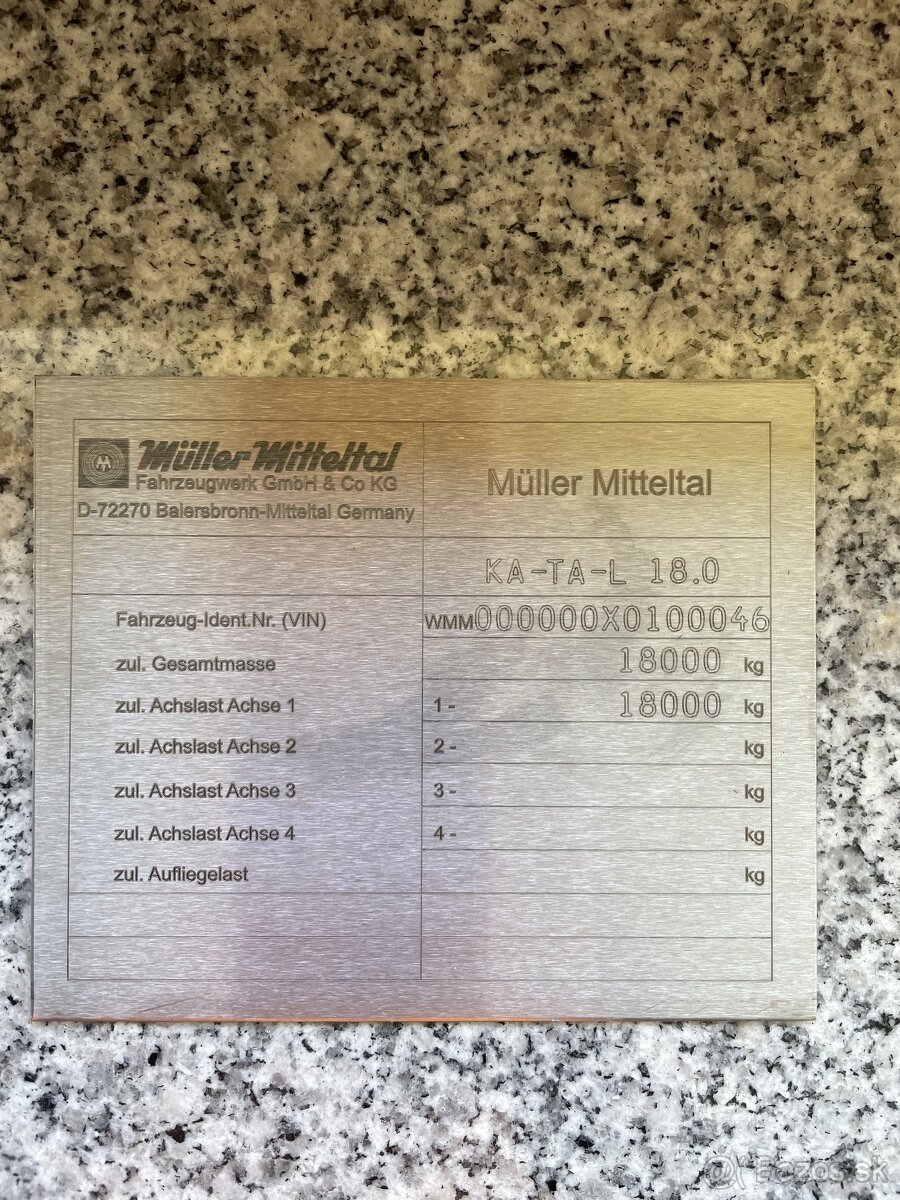 Müller Mitteltal
Fahrzeugwerk GmbH & Co KG
D-72270 Baiersbronn-Mitteltal Germany
Müller Mitteltal
KA-TA-L 18.0
Fahrzeug-Ident.Nr. (VIN) WMM000000X0100046
zul. Gesamtmasse 18000 kg
zul. Achslast Achse 1 1- 18000 kg
zul. Achslast Achse 2 2- kg
zul. Achslast Achse 3 3- kg
zul. Achslast Achse 4 4- kg
zul. Aufliegelast kg
Bazos.sk